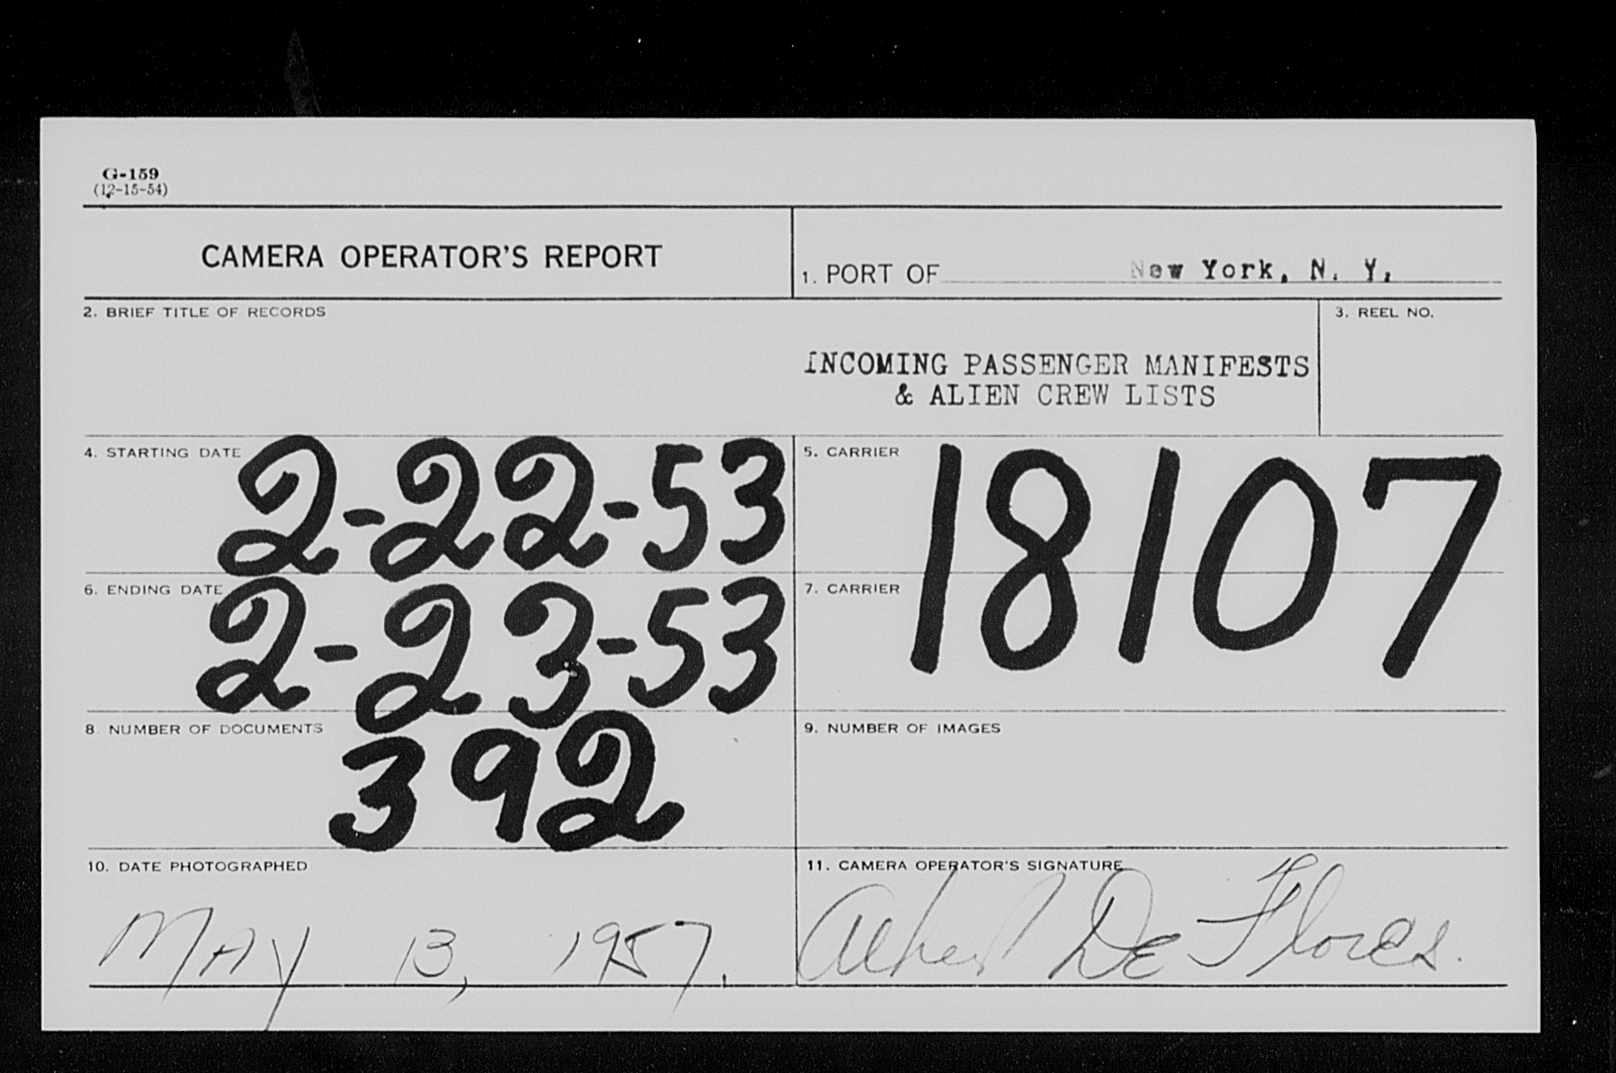 G-159
(12-15-54)
CAMERA OPERATOR'S REPORT
1. PORT OF New York, N. Y.
2. BRIEF TITLE OF RECORDS
3. REEL NO.
INCOMING PASSENGER MANIFESTS
& ALIEN CREW LISTS
4. STARTING DATE 2-22-53
5. CARRIER
18107
6. ENDING DATE 2-23-53
7. CARRIER
8. NUMBER OF DOCUMENTS 392
9. NUMBER OF IMAGES
10. DATE PHOTOGRAPHED
MAY 13, 1957.
11. CAMERA OPERATOR'S SIGNATURE
Albert De Flores.